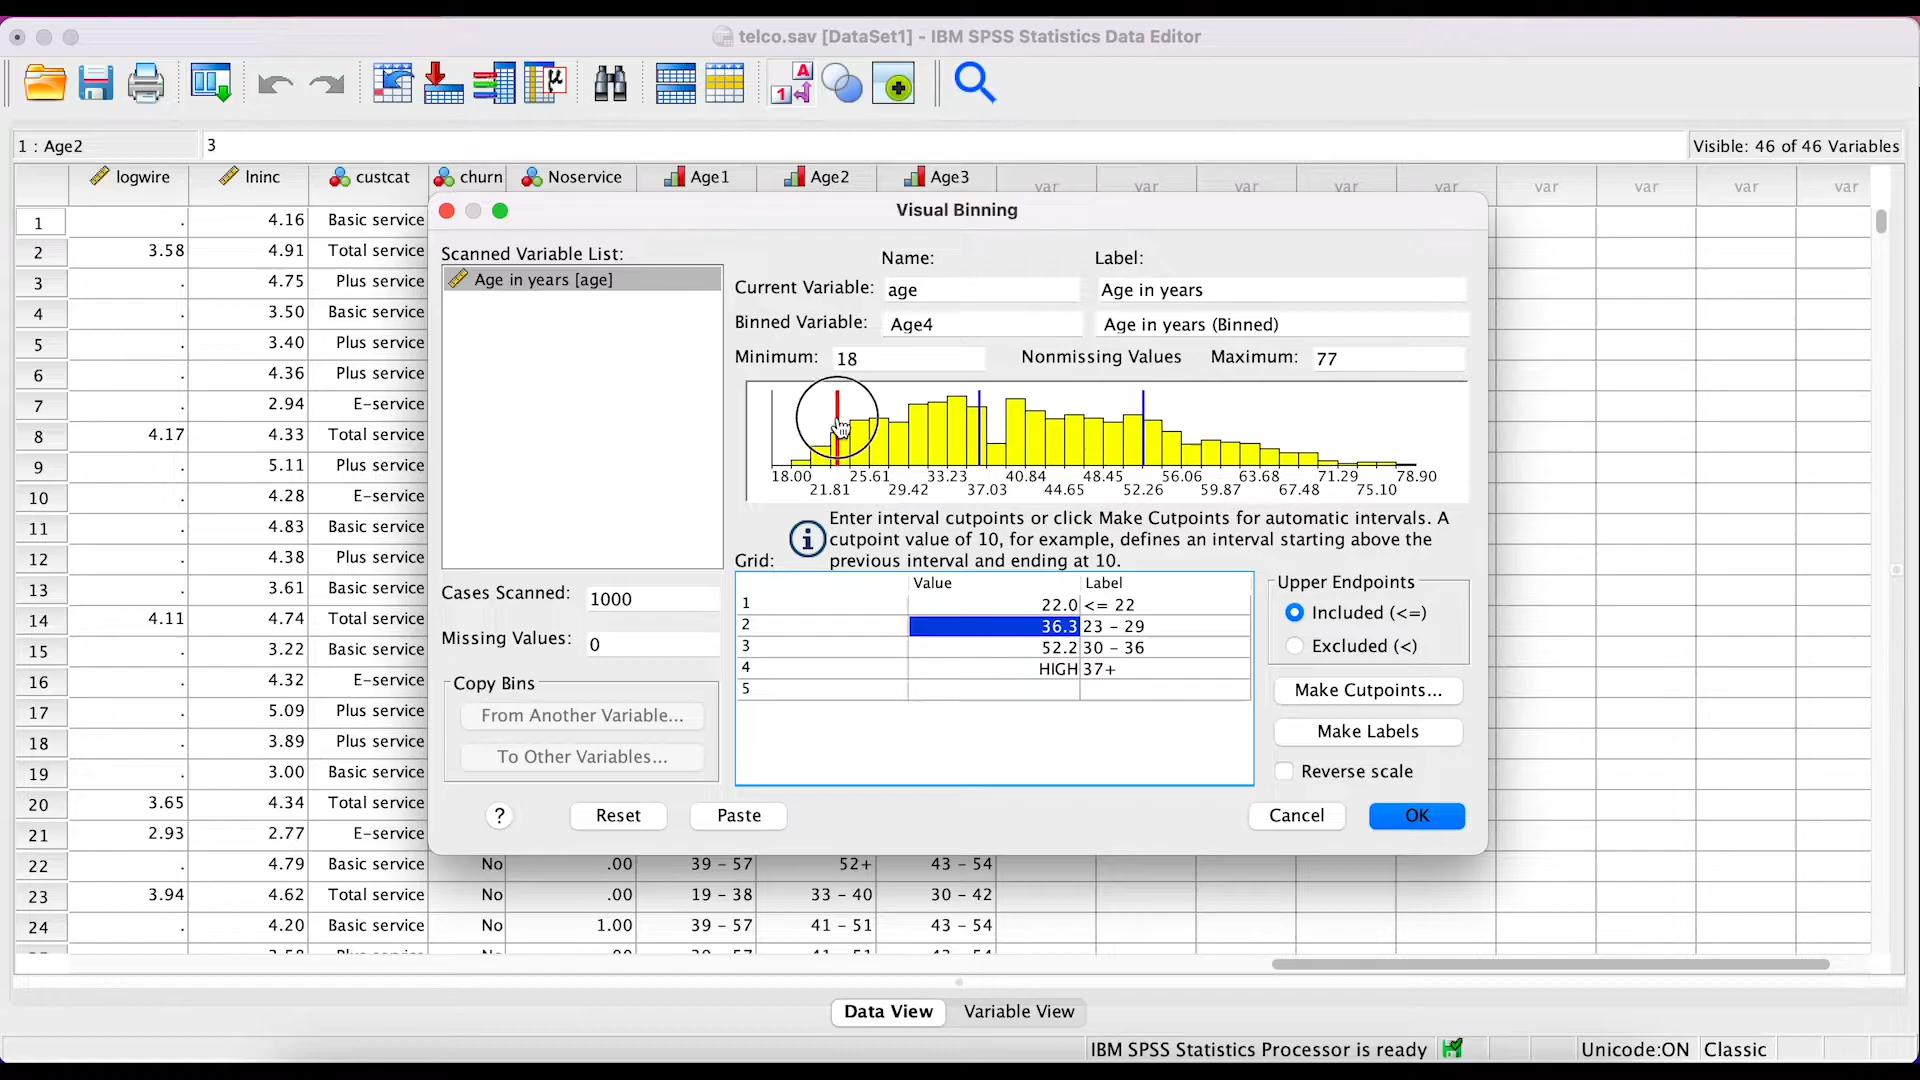 telco.sav [DataSet1] - IBM SPSS Statistics Data Editor
1 : Age2 3 Visible: 46 of 46 Variables
logwire lninc custcat churn Noservice Age1 Age2 Age3 var var var var var var var var var
1 . 4.16 Basic service
2 3.58 4.91 Total service
3 . 4.75 Plus service
4 . 3.50 Basic service
5 . 3.40 Plus service
6 . 4.36 Plus service
7 . 2.94 E-service
8 4.17 4.33 Total service
9 . 5.11 Plus service
10 . 4.28 E-service
11 . 4.83 Basic service
12 . 4.38 Plus service
13 . 3.61 Basic service
14 4.11 4.74 Total service
15 . 3.22 Basic service
16 . 4.32 E-service
17 . 5.09 Plus service
18 . 3.89 Plus service
19 . 3.00 Basic service
20 3.65 4.34 Total service
21 2.93 2.77 E-service
22 . 4.79 Basic service No .00 39 - 57 52+ 43 - 54
23 3.94 4.62 Total service No .00 19 - 38 33 - 40 30 - 42
24 . 4.20 Basic service No 1.00 39 - 57 41 - 51 43 - 54
Visual Binning
Scanned Variable List:
Age in years [age]
Cases Scanned: 1000
Missing Values: 0
Copy Bins
From Another Variable...
To Other Variables...
Name: Label:
Current Variable: age Age in years
Binned Variable: Age4 Age in years (Binned)
Minimum: 18 Nonmissing Values Maximum: 77
18.00 25.61 33.23 40.84 48.45 56.06 63.68 71.29 78.90
21.81 29.42 37.03 44.65 52.26 59.87 67.48 75.10
Enter interval cutpoints or click Make Cutpoints for automatic intervals. A
cutpoint value of 10, for example, defines an interval starting above the
previous interval and ending at 10.
Grid:
Value Label
1 22.0 <= 22
2 36.3 23 - 29
3 52.2 30 - 36
4 HIGH 37+
5
Upper Endpoints
Included (<=)
Excluded (<)
Make Cutpoints...
Make Labels
Reverse scale
? Reset Paste Cancel OK
Data View Variable View
IBM SPSS Statistics Processor is ready Unicode:ON Classic